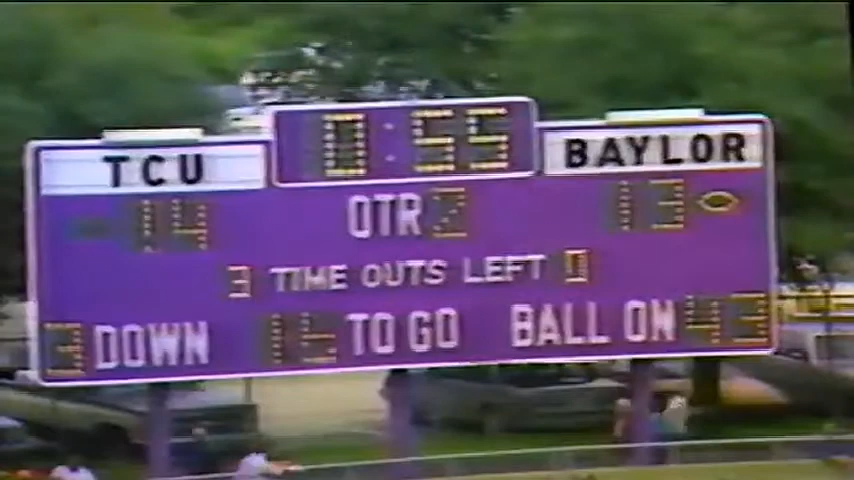 TCU 0:55 BAYLOR
14 QTR 2 13
3 TIME OUTS LEFT 0
3 DOWN 15 TO GO BALL ON 43